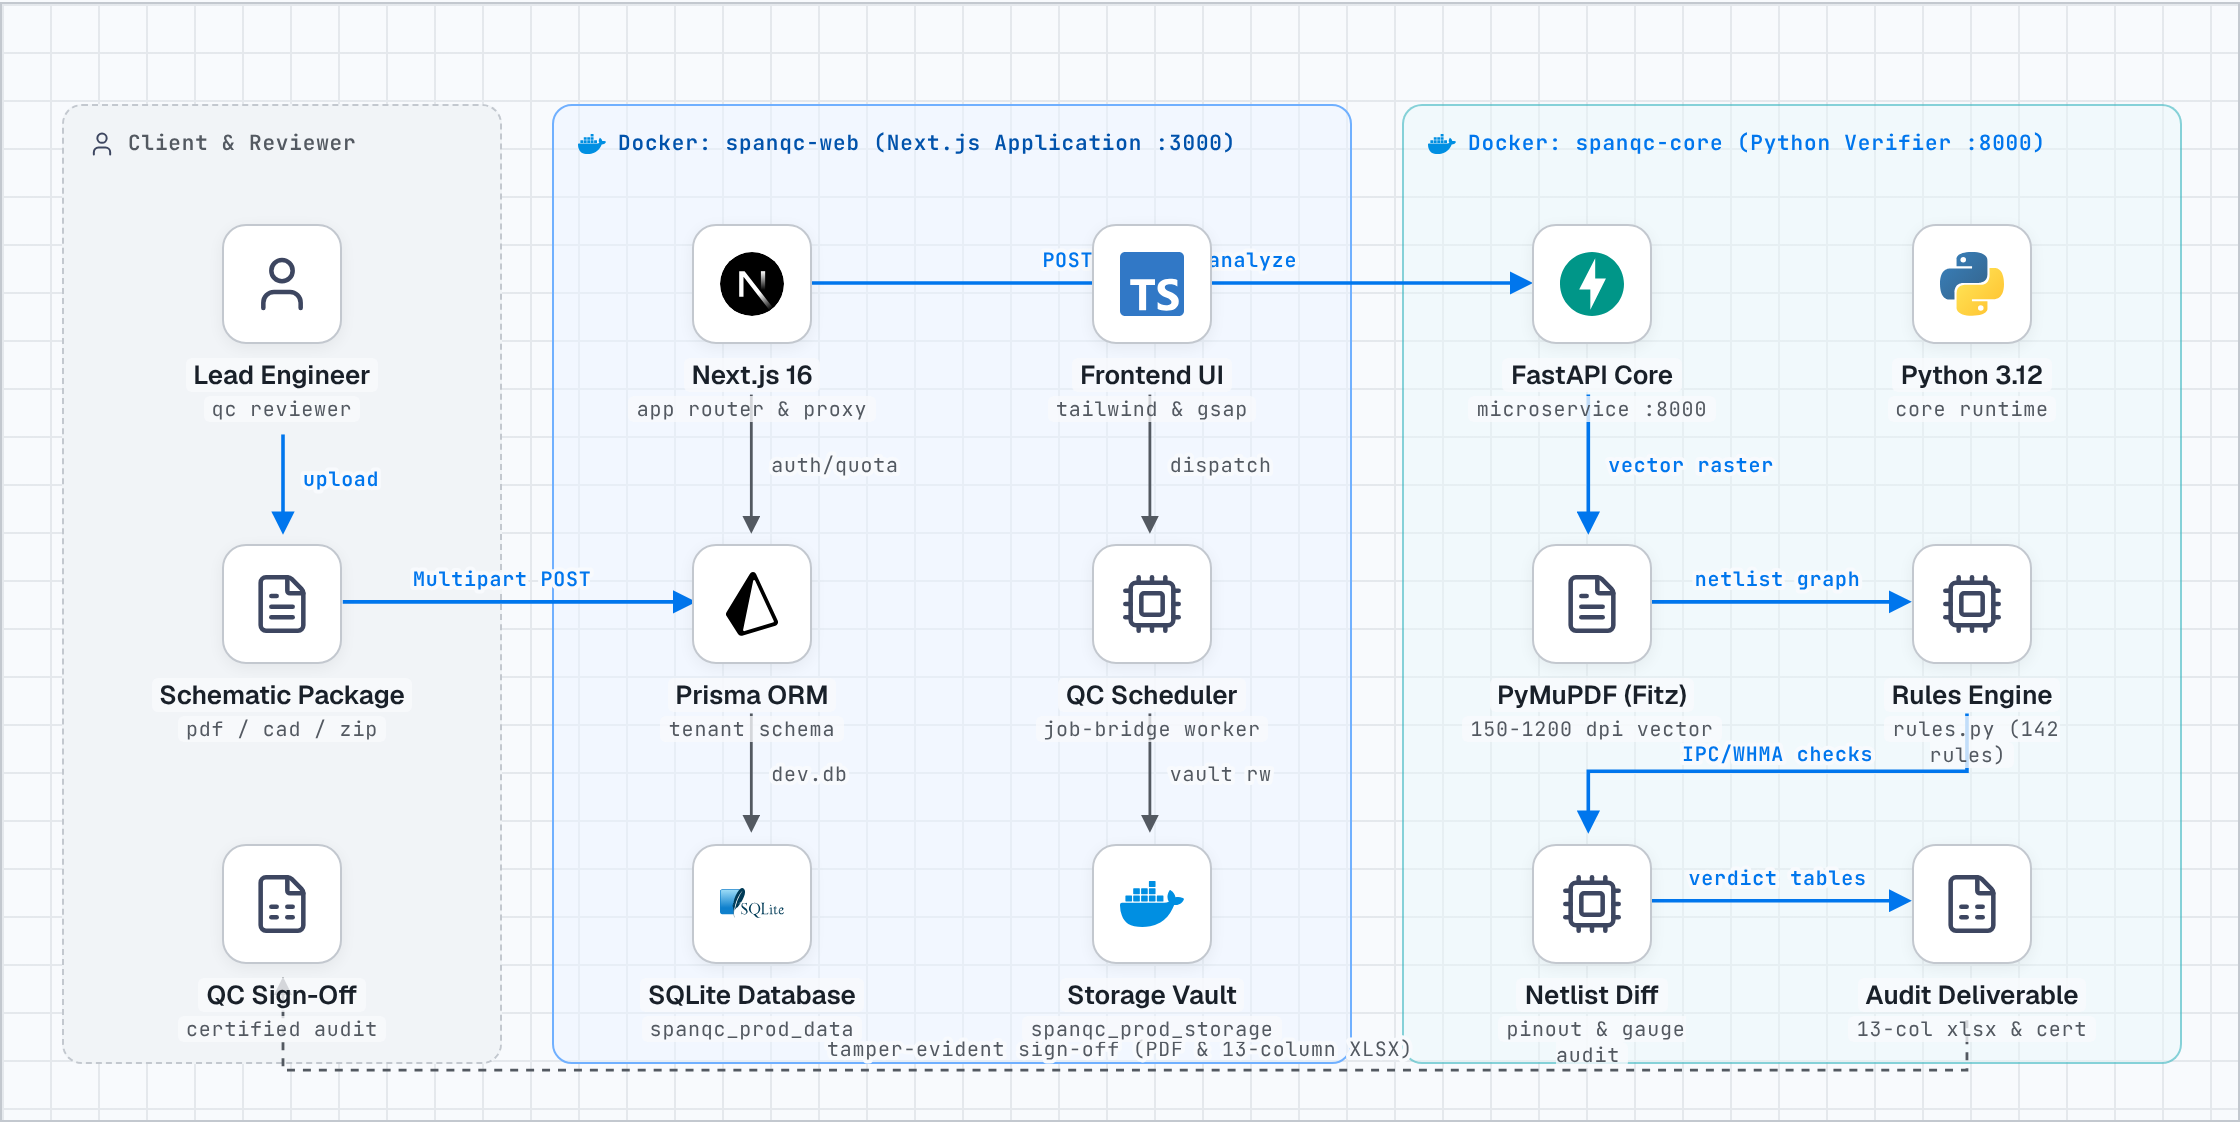 Client & Reviewer
Docker: spanqc-web (Next.js Application :3000)
Docker: spanqc-core (Python Verifier :8000)
POST
analyze
N
TS
Lead Engineer
qc reviewer
Next.js 16
app router & proxy
Frontend UI
tailwind & gsap
FastAPI Core
microservice :8000
Python 3.12
core runtime
upload
auth/quota
dispatch
vector raster
Multipart POST
netlist graph
Schematic Package
pdf / cad / zip
Prisma ORM
tenant schema
QC Scheduler
job-bridge worker
PyMuPDF (Fitz)
150-1200 dpi vector
Rules Engine
rules.py (142
rules)
IPC/WHMA checks
dev.db
vault rw
verdict tables
SQLite
QC Sign-Off
certified audit
SQLite Database
spanqc_prod_data
Storage Vault
spanqc_prod_storage
Netlist Diff
pinout & gauge
audit
Audit Deliverable
13-col xlsx & cert
tamper-evident sign-off (PDF & 13-column XLSX)